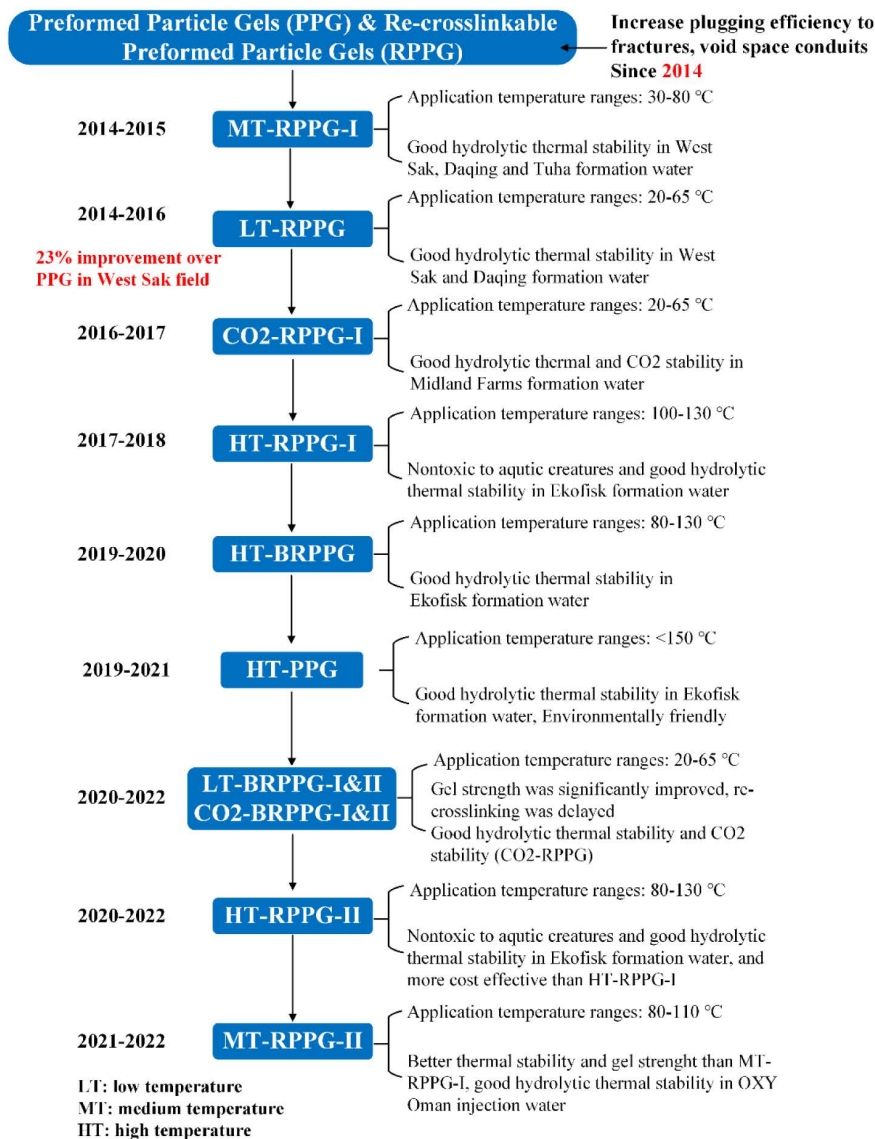 Preformed Particle Gels (PPG) & Re-crosslinkable
Preformed Particle Gels (RPPG)
Increase plugging efficiency to
fractures, void space conduits
Since 2014
2014-2015
MT-RPPG-I
Application temperature ranges: 30-80 ℃
Good hydrolytic thermal stability in West
Sak, Daqing and Tuha formation water
2014-2016
LT-RPPG
Application temperature ranges: 20-65 ℃
Good hydrolytic thermal stability in West
Sak and Daqing formation water
23% improvement over
PPG in West Sak field
2016-2017
CO2-RPPG-I
Application temperature ranges: 20-65 ℃
Good hydrolytic thermal and CO2 stability in
Midland Farms formation water
2017-2018
HT-RPPG-I
Application temperature ranges: 100-130 ℃
Nontoxic to aqutic creatures and good hydrolytic
thermal stability in Ekofisk formation water
2019-2020
HT-BRPPG
Application temperature ranges: 80-130 ℃
Good hydrolytic thermal stability in
Ekofisk formation water
2019-2021
HT-PPG
Application temperature ranges: <150 ℃
Good hydrolytic thermal stability in Ekofisk
formation water, Environmentally friendly
2020-2022
LT-BRPPG-I&II
CO2-BRPPG-I&II
Application temperature ranges: 20-65 ℃
Gel strength was significantly improved, re-
crosslinking was delayed
Good hydrolytic thermal stability and CO2
stability (CO2-RPPG)
2020-2022
HT-RPPG-II
Application temperature ranges: 80-130 ℃
Nontoxic to aqutic creatures and good hydrolytic
thermal stability in Ekofisk formation water, and
more cost effective than HT-RPPG-I
2021-2022
MT-RPPG-II
Application temperature ranges: 80-110 ℃
Better thermal stability and gel strenght than MT-
RPPG-I, good hydrolytic thermal stability in OXY
Oman injection water
LT: low temperature
MT: medium temperature
HT: high temperature